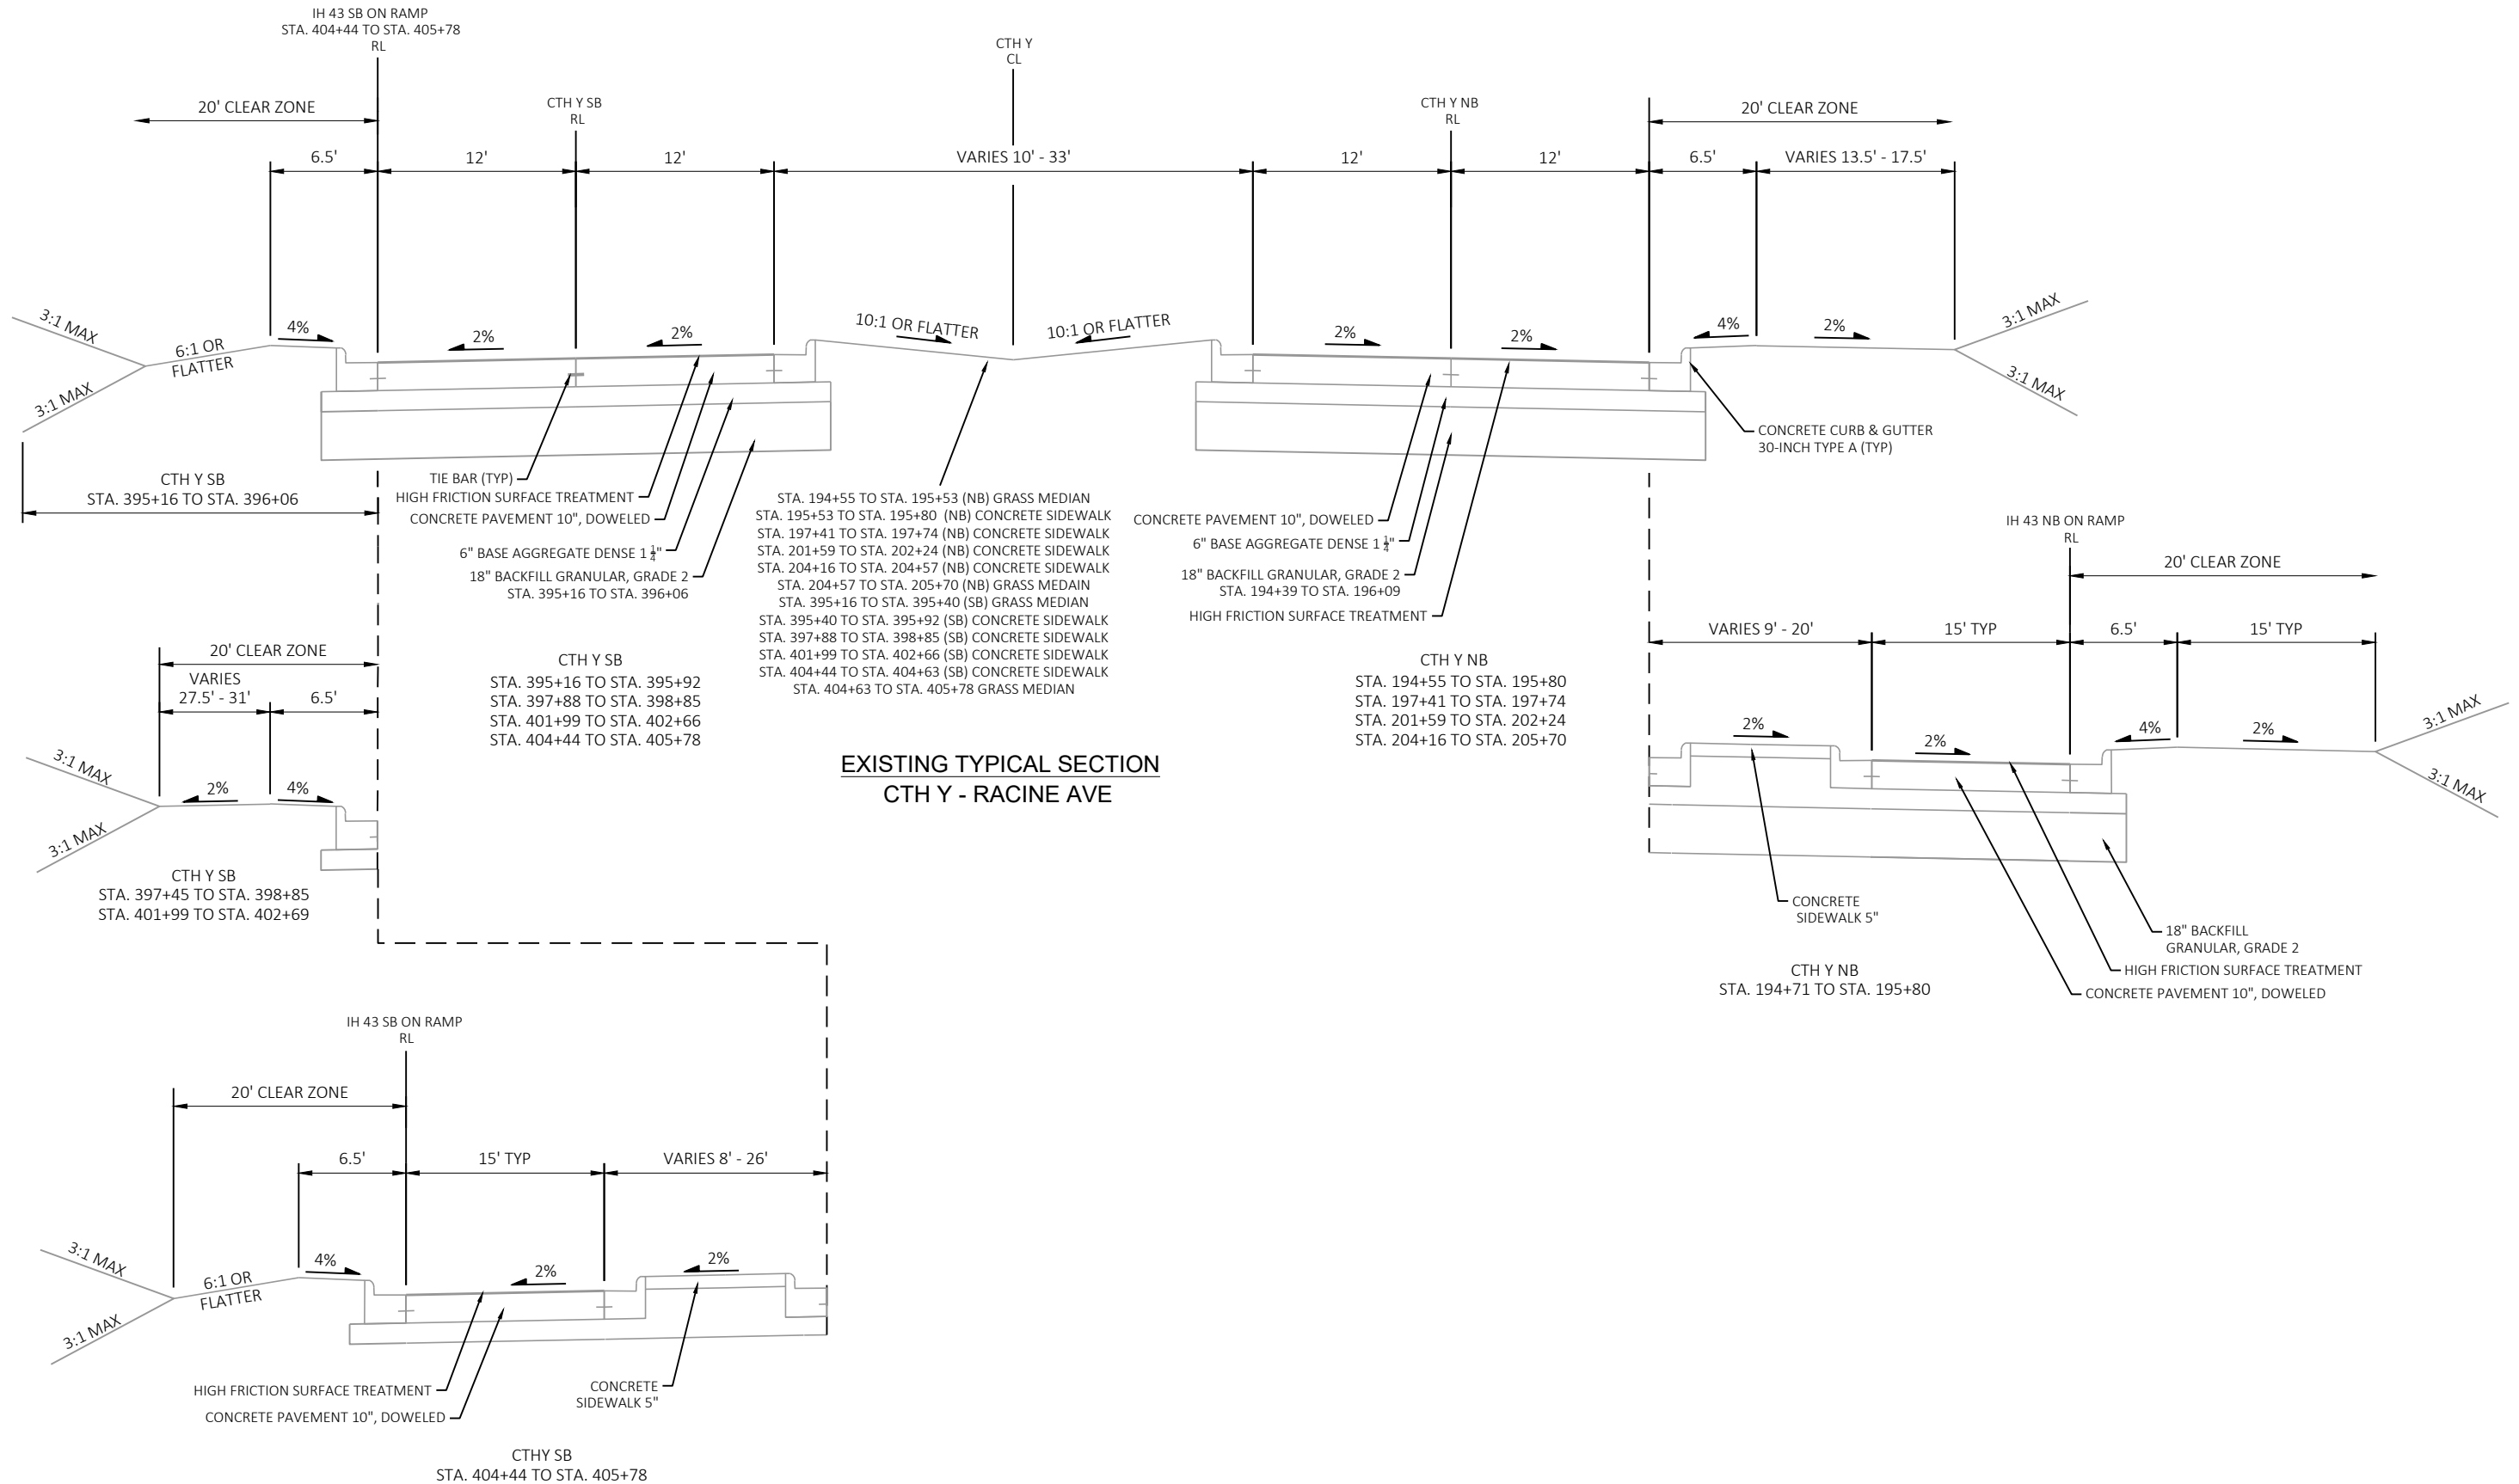 IH 43 SB ON RAMP
STA. 404+44 TO STA. 405+78
RL
CTH Y
CL
20' CLEAR ZONE
CTH Y SB
RL
CTH Y NB
RL
20' CLEAR ZONE
6.5'
12'
12'
VARIES 10' - 33'
12'
12'
6.5'
VARIES 13.5' - 17.5'
3:1 MAX
6:1 OR
FLATTER
4%
2%
2%
10:1 OR FLATTER
10:1 OR FLATTER
2%
2%
4%
2%
3:1 MAX
3:1 MAX
3:1 MAX
CTH Y SB
STA. 395+16 TO STA. 396+06
TIE BAR (TYP)
HIGH FRICTION SURFACE TREATMENT
CONCRETE PAVEMENT 10", DOWELED
6" BASE AGGREGATE DENSE 1 1/4"
18" BACKFILL GRANULAR, GRADE 2
STA. 395+16 TO STA. 396+06
STA. 194+55 TO STA. 195+53 (NB) GRASS MEDIAN
STA. 195+53 TO STA. 195+80 (NB) CONCRETE SIDEWALK
STA. 197+41 TO STA. 197+74 (NB) CONCRETE SIDEWALK
STA. 201+59 TO STA. 202+24 (NB) CONCRETE SIDEWALK
STA. 204+16 TO STA. 204+57 (NB) CONCRETE SIDEWALK
STA. 204+57 TO STA. 205+70 (NB) GRASS MEDAIN
STA. 395+16 TO STA. 395+40 (SB) GRASS MEDIAN
STA. 395+40 TO STA. 395+92 (SB) CONCRETE SIDEWALK
STA. 397+88 TO STA. 398+85 (SB) CONCRETE SIDEWALK
STA. 401+99 TO STA. 402+66 (SB) CONCRETE SIDEWALK
STA. 404+44 TO STA. 404+63 (SB) CONCRETE SIDEWALK
STA. 404+63 TO STA. 405+78 GRASS MEDIAN
CONCRETE PAVEMENT 10", DOWELED
6" BASE AGGREGATE DENSE 1 1/4"
18" BACKFILL GRANULAR, GRADE 2
STA. 194+39 TO STA. 196+09
HIGH FRICTION SURFACE TREATMENT
CONCRETE CURB & GUTTER
30-INCH TYPE A (TYP)
CTH Y SB
STA. 395+16 TO STA. 395+92
STA. 397+88 TO STA. 398+85
STA. 401+99 TO STA. 402+66
STA. 404+44 TO STA. 405+78
CTH Y NB
STA. 194+55 TO STA. 195+80
STA. 197+41 TO STA. 197+74
STA. 201+59 TO STA. 202+24
STA. 204+16 TO STA. 205+70
EXISTING TYPICAL SECTION
CTH Y - RACINE AVE
20' CLEAR ZONE
VARIES
27.5' - 31'
6.5'
3:1 MAX
2%
4%
3:1 MAX
CTH Y SB
STA. 397+45 TO STA. 398+85
STA. 401+99 TO STA. 402+69
IH 43 NB ON RAMP
RL
20' CLEAR ZONE
VARIES 9' - 20'
15' TYP
6.5'
15' TYP
2%
2%
4%
2%
3:1 MAX
3:1 MAX
CONCRETE
SIDEWALK 5"
18" BACKFILL
GRANULAR, GRADE 2
HIGH FRICTION SURFACE TREATMENT
CONCRETE PAVEMENT 10", DOWELED
CTH Y NB
STA. 194+71 TO STA. 195+80
IH 43 SB ON RAMP
RL
20' CLEAR ZONE
6.5'
15' TYP
VARIES 8' - 26'
3:1 MAX
6:1 OR
FLATTER
4%
2%
2%
3:1 MAX
HIGH FRICTION SURFACE TREATMENT
CONCRETE PAVEMENT 10", DOWELED
CONCRETE
SIDEWALK 5"
CTHY SB
STA. 404+44 TO STA. 405+78